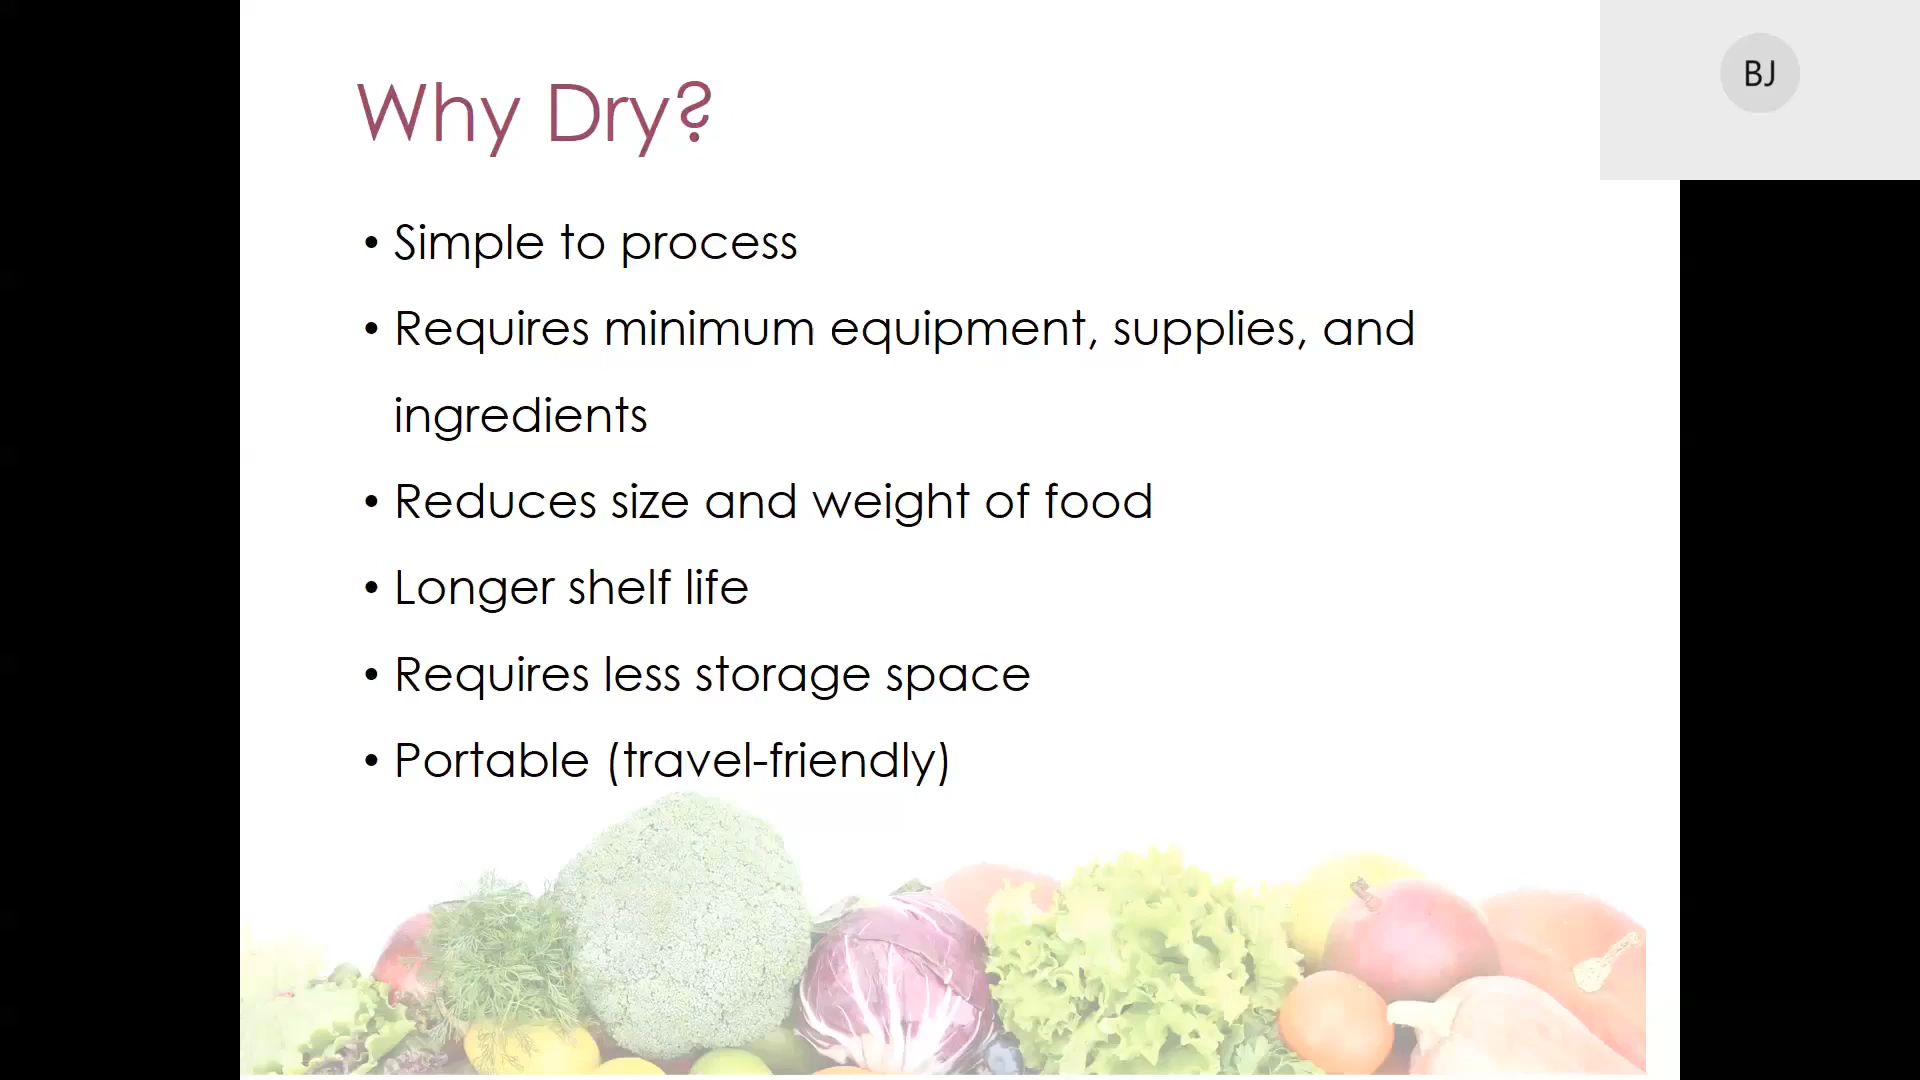 Why Dry?
BJ
• Simple to process
• Requires minimum equipment, supplies, and
ingredients
• Reduces size and weight of food
• Longer shelf life
• Requires less storage space
• Portable (travel-friendly)